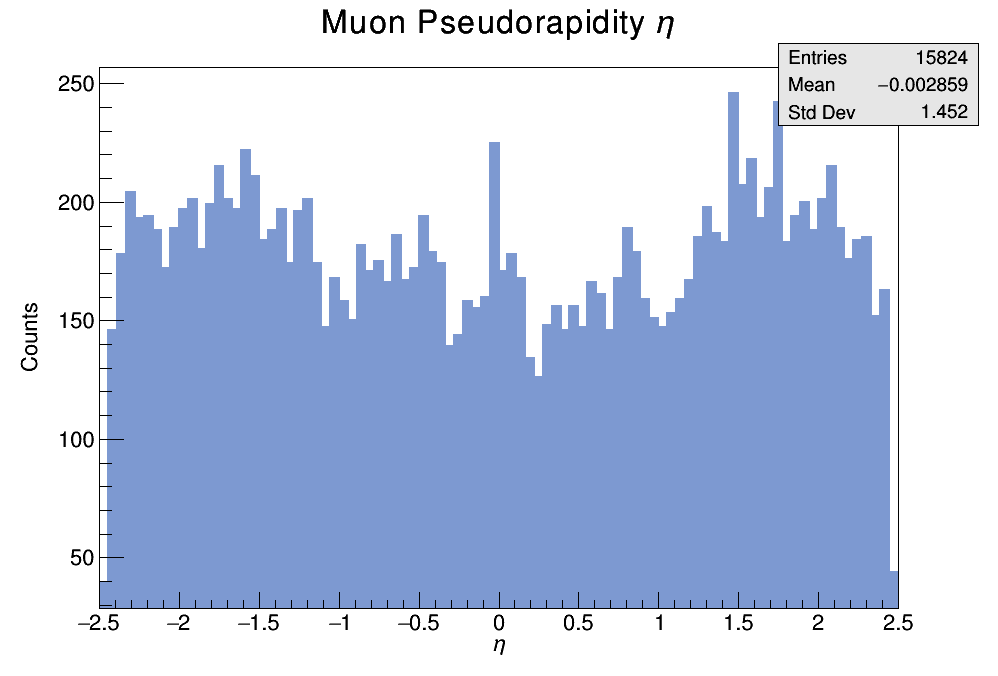 Muon Pseudorapidity η
Entries 15824
Mean −0.002859
Std Dev 1.452
250
200
150
100
50
Counts
−2.5 −2 −1.5 −1 −0.5 0 0.5 1 1.5 2 2.5
η